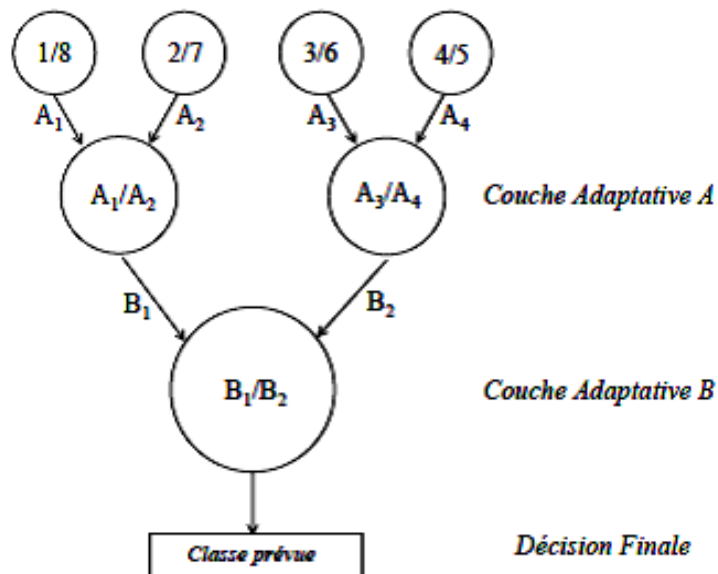 1/8 2/7 3/6 4/5
A₁ A₂ A₃ A₄
A₁/A₂ A₃/A₄ Couche Adaptative A
B₁ B₂
B₁/B₂ Couche Adaptative B
Classe prévue Décision Finale